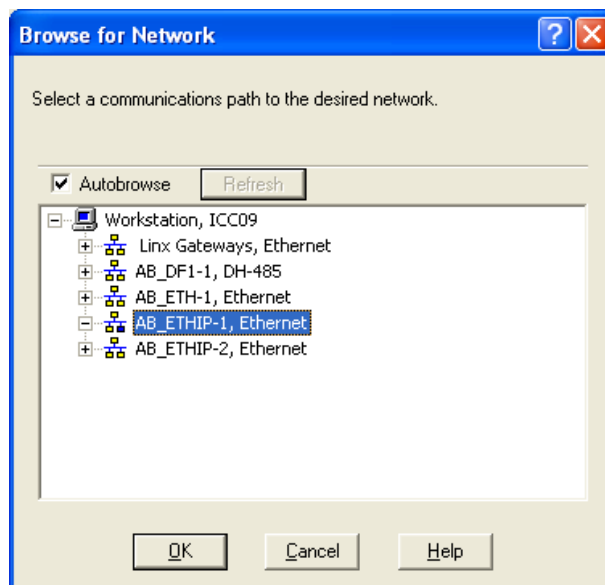 Browse for Network
Select a communications path to the desired network.
Autobrowse Refresh
Workstation, ICC09
Linx Gateways, Ethernet
AB_DF1-1, DH-485
AB_ETH-1, Ethernet
AB_ETHIP-1, Ethernet
AB_ETHIP-2, Ethernet
OK Cancel Help